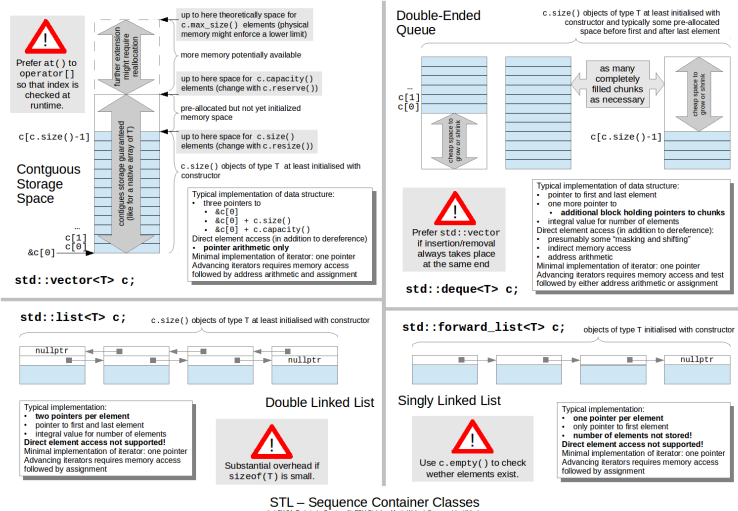 up to here theoretically space for
c.max_size() elements (physical
memory might enforce a lower limit)
further extension
might require
reallocation
more memory potentially available
Prefer at() to
operator[]
so that index is
checked at
runtime.
up to here space for c.capacity()
elements (change with c.reserve())
pre-allocated but not yet initialized
memory space
c[c.size()-1]
up to here space for c.size()
elements (change with c.resize())
contigues storage guaranteed
(like for a native array of T)
c.size() objects of type T at least initialised with
constructor
Contguous
Storage
Space
Typical implementation of data structure:
• three pointers to
• &c[0]
• &c[0] + c.size()
• &c[0] + c.capacity()
Direct element access (in addition to dereference)
• pointer arithmetic only
Minimal implementation of iterator: one pointer
Advancing iterators requires memory access
followed by address arithmetic and assignment
…
c[1]
c[0]
&c[0]
std::vector<T> c;
Double-Ended
Queue
c.size() objects of type T at least initialised with
constructor and typically some pre-allocated
space before first and after last element
…
c[1]
c[0]
cheap space to
grow or shrink
as many
completely
filled chunks
as necessary
cheap space to
grow or shrink
c[c.size()-1]
Prefer std::vector
if insertion/removal
always takes place
at the same end
Typical implementation of data structure:
• pointer to first and last element
• one more pointer to
• additional block holding pointers to chunks
• integral value for number of elements
Direct element access (in addition to dereference):
• presumably some "masking and shifting"
• indirect memory access
• address arithmetic
Minimal implementation of iterator: one pointer
Advancing iterators requires memory access and test
followed by either address arithmetic or assignment
std::deque<T> c;
std::list<T> c;
c.size() objects of type T at least initialised with constructor
nullptr
nullptr
Double Linked List
Typical implementation:
• two pointers per element
• pointer to first and last element
• integral value for number of elements
Direct element access not supported!
Minimal implementation of iterator: one pointer
Advancing iterators requires memory access
followed by assignment
Substantial overhead if
sizeof(T) is small.
std::forward_list<T> c;
objects of type T initialised with constructor
nullptr
Singly Linked List
Use c.empty() to check
wether elements exist.
Typical implementation:
• one pointer per element
• only pointer to first element
• number of elements not stored!
Direct element access not supported!
Minimal implementation of iterator: one pointer
Advancing iterators requires memory access
followed by assignment
STL – Sequence Container Classes